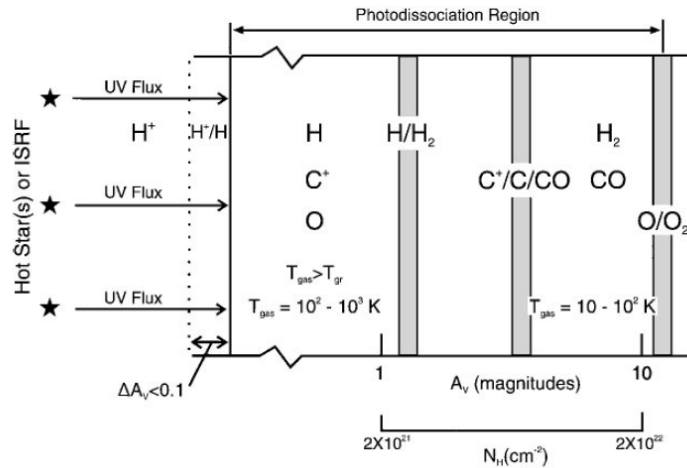 Photodissociation Region
Hot Star(s) or ISRF
UV Flux
H⁺
H⁺/H
H
H/H₂
H₂
C⁺
C⁺/C/CO
CO
UV Flux
O
O/O₂
T_gas>T_gr
UV Flux
T_gas = 10² - 10³ K
T_gas = 10 - 10² K
ΔA_V<0.1
1
A_V (magnitudes)
10
2X10²¹
N_H(cm⁻²)
2X10²²